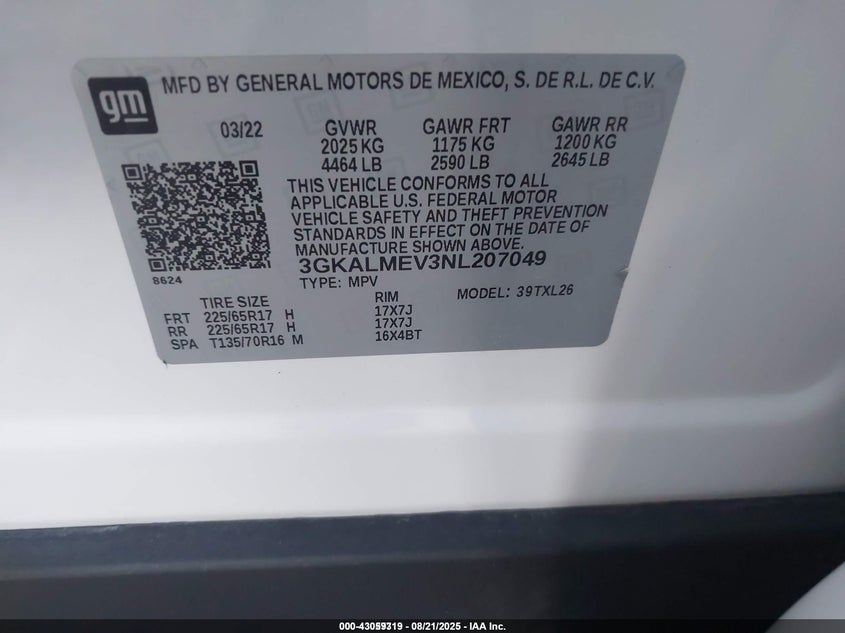 gm
MFD BY GENERAL MOTORS DE MEXICO, S. DE R.L. DE C.V.
03/22 GVWR GAWR FRT GAWR RR
2025 KG 1175 KG 1200 KG
4464 LB 2590 LB 2645 LB
THIS VEHICLE CONFORMS TO ALL
APPLICABLE U.S. FEDERAL MOTOR
VEHICLE SAFETY AND THEFT PREVENTION
STANDARDS IN EFFECT ON THE DATE OF
MANUFACTURE SHOWN ABOVE.
8624
3GKALMEV3NL207049
TYPE: MPV MODEL: 39TXL26
TIRE SIZE RIM
FRT 225/65R17 H 17X7J
RR 225/65R17 H 17X7J
SPA T135/70R16 M 16X4BT
000-43059319 - 08/21/2025 - IAA Inc.